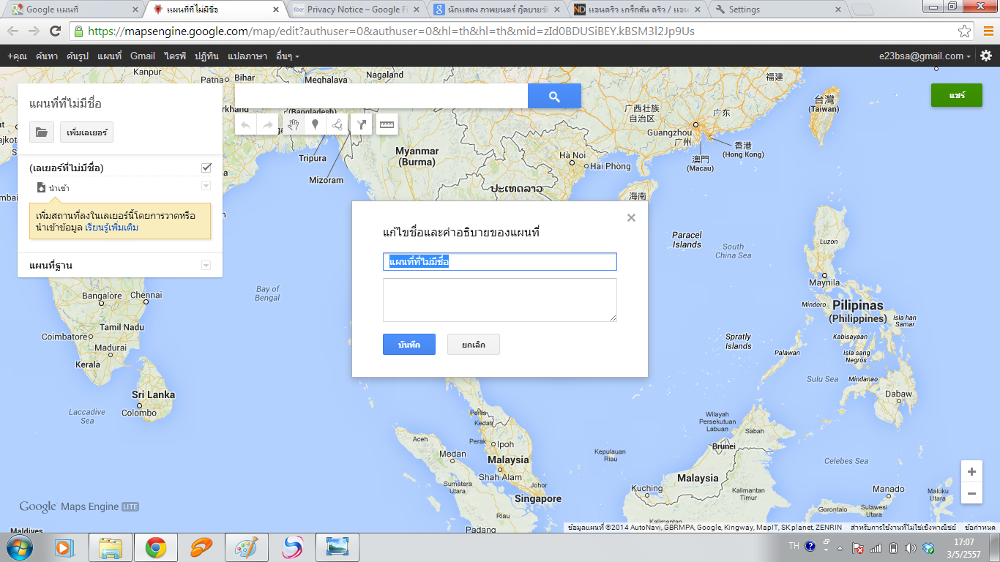 Google แผนที่
แผนที่ที่ไม่มีชื่อ
Privacy Notice – Google F
นักแสดง ภาพยนตร์ กู๊ดบายซั
แอนดริว เกร็กสัน ดริว / แอน
Settings
https://mapsengine.google.com/map/edit?authuser=0&authuser=0&hl=th&hl=th&mid=zId0BDUSiBEY.kBSM3l2Jp9Us
+คุณ ค้นหา ค้นรูป แผนที่ Gmail ไดรฟ์ ปฏิทิน แปลภาษา อื่นๆ
e23bsa@gmail.com
แผนที่ที่ไม่มีชื่อ
เพิ่มเลเยอร์
(เลเยอร์ที่ไม่มีชื่อ)
นำเข้า
เพิ่มสถานที่ลงในเลเยอร์นี้โดยการวาดหรือ
นำเข้าข้อมูล เรียนรู้เพิ่มเติม
แผนที่ฐาน
แชร์
แก้ไขชื่อและคำอธิบายของแผนที่
แผนที่ที่ไม่มีชื่อ
บันทึก
ยกเลิก
Kanpur
Patna
Bihar
Meghalaya
Nagaland
(Bangladesh)
Tripura
Mizoram
Myanmar
(Burma)
Hà Noi
Hai Phòng
ประเทศลาว
海南
广西壮族
自治区
广东
福建
Guangzhou
广州
香港
(Hong Kong)
澳門
(Macau)
台灣
(Taiwan)
Paracel
Islands
South
China Sea
Luzon
Maynila
Mindoro
Pilipinas
(Philippines)
Isla han
Samar
Kabisayaan
Isla sang
Negros
Palawan
Spratly
Islands
Sulu Sea
Mindanao
Dabaw
Bay of
Bengal
Bangalore
Chennai
Tamil Nadu
Coimbatore
Madurai
Kerala
Sri Lanka
Colombo
Laccadive
Sea
Maldives
Perlis
Kedah
Aceh
Perak
Ipoh
Medan
Malaysia
Shah Alam
Sumatera
Utara
Johor
Singapore
Riau
Padang
Kepulauan
Riau
Wilayah
Persekutuan
Labuan
Sabah
Brunei
Malaysia
Kuching
Kalimantan
Timur
Kalimantan
Celebes Sea
Manado
Gorontalo
Sulawesi
Utara
Maluku
Utara
Google Maps Engine LITE
ข้อมูลแผนที่ ©2014 AutoNavi, GBRMPA, Google, Kingway, MapIT, SK planet, ZENRIN
สำหรับการใช้งานที่ไม่ใช่เชิงพาณิชย์
ข้อกำหนด
TH
17:07
3/5/2557